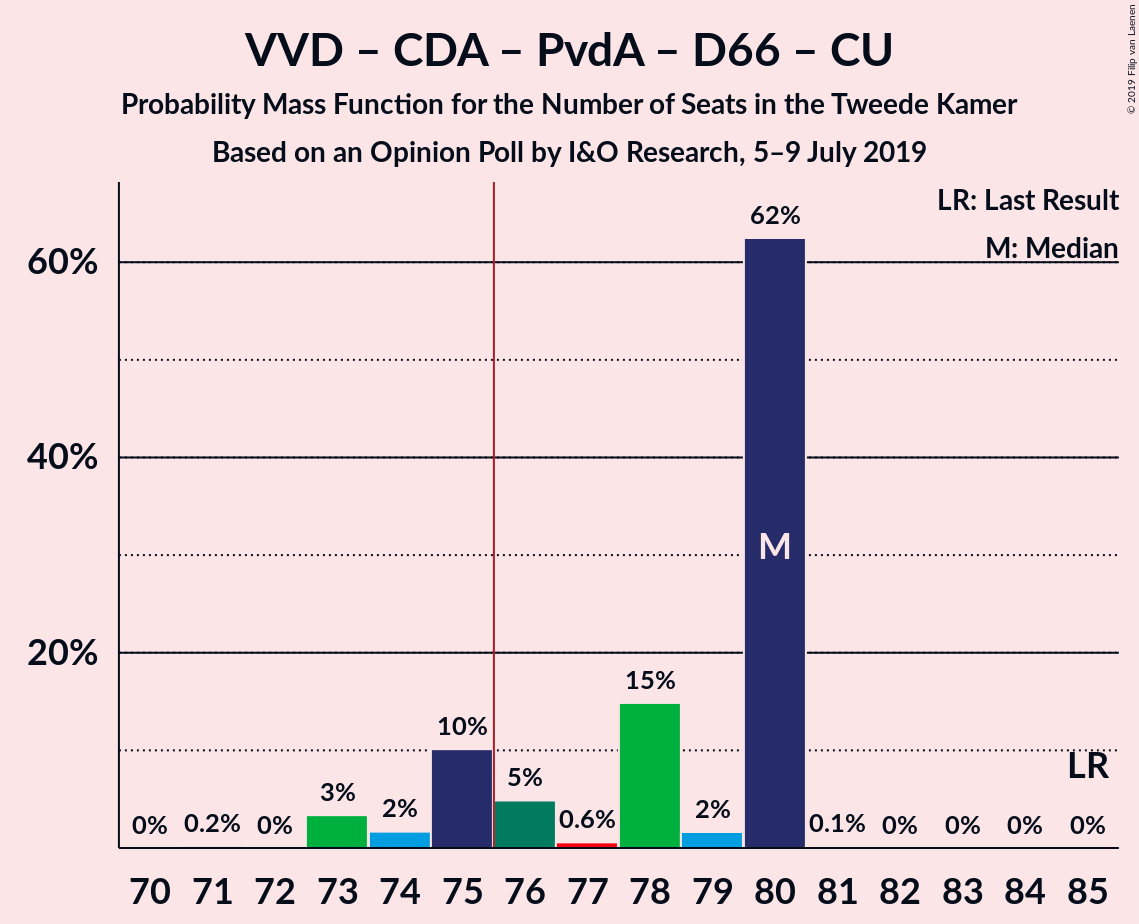 VVD – CDA – PvdA – D66 – CU
Probability Mass Function for the Number of Seats in the Tweede Kamer
Based on an Opinion Poll by I&O Research, 5–9 July 2019
© 2019 Filip van Laenen
LR: Last Result
M: Median
60%
40%
20%
0%
0.2%
0%
3%
2%
10%
5%
0.6%
15%
2%
62%
0.1%
0%
0%
0%
0%
M
LR
70 71 72 73 74 75 76 77 78 79 80 81 82 83 84 85